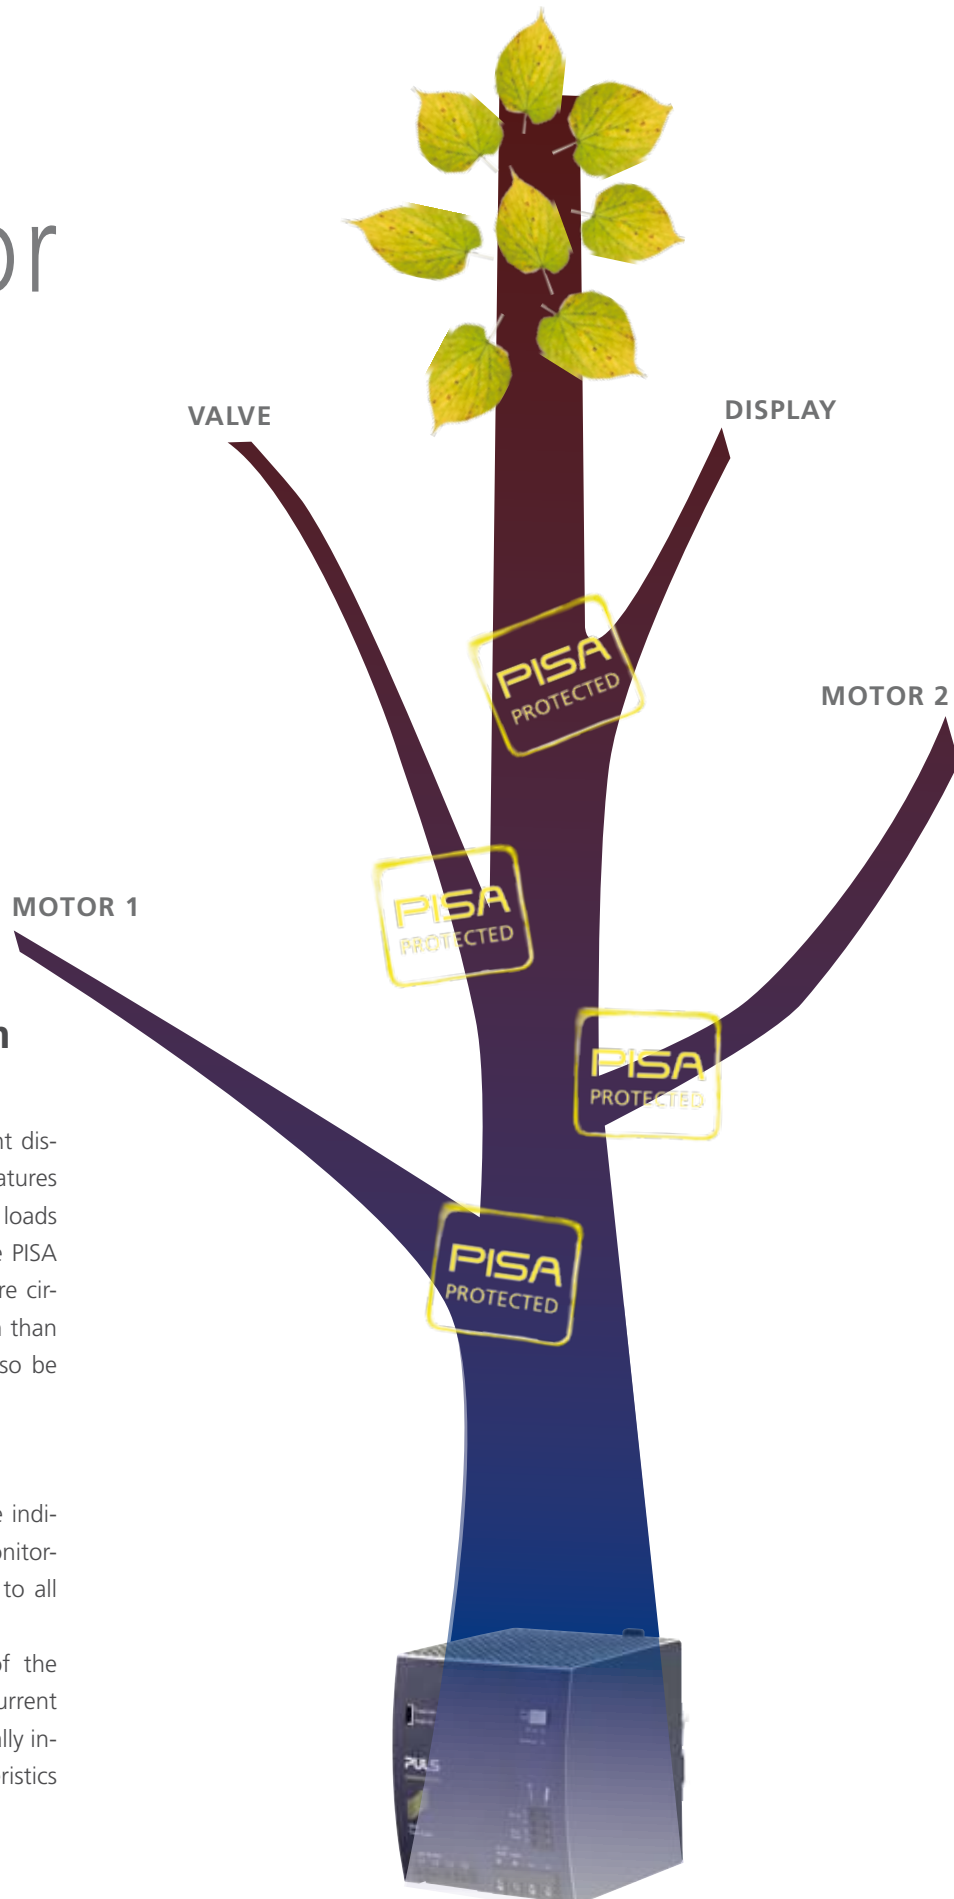 or
VALVE
DISPLAY
PISA
PROTECTED
MOTOR 2
PISA
PROTECTED
MOTOR 1
PISA
PROTECTED
PISA
PROTECTED
n
nt dis-
atures
loads
e PISA
re cir-
n than
so be
e indi-
onitor-
to all
of the
urrent
lly in-
ristics
PULS